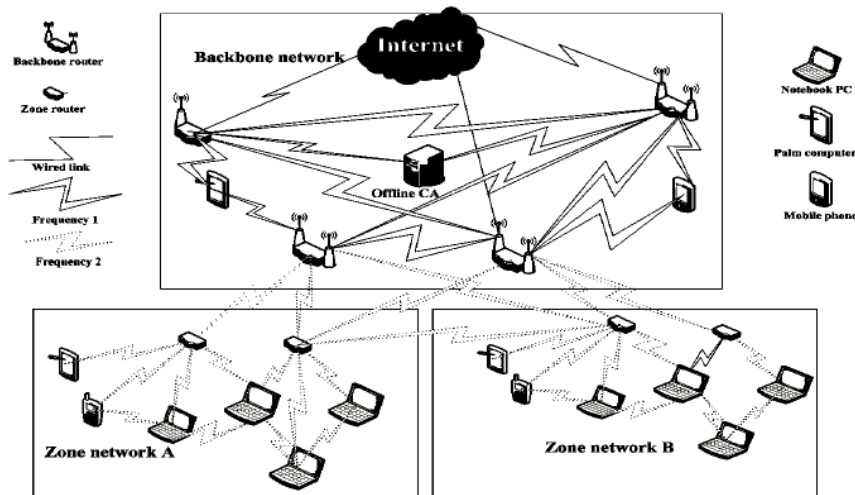 Internet
Backbone network
Backbone router
Zone router
Wired link
Frequency 1
Frequency 2
Offline CA
Notebook PC
Palm computer
Mobile phone
Zone network A
Zone network B